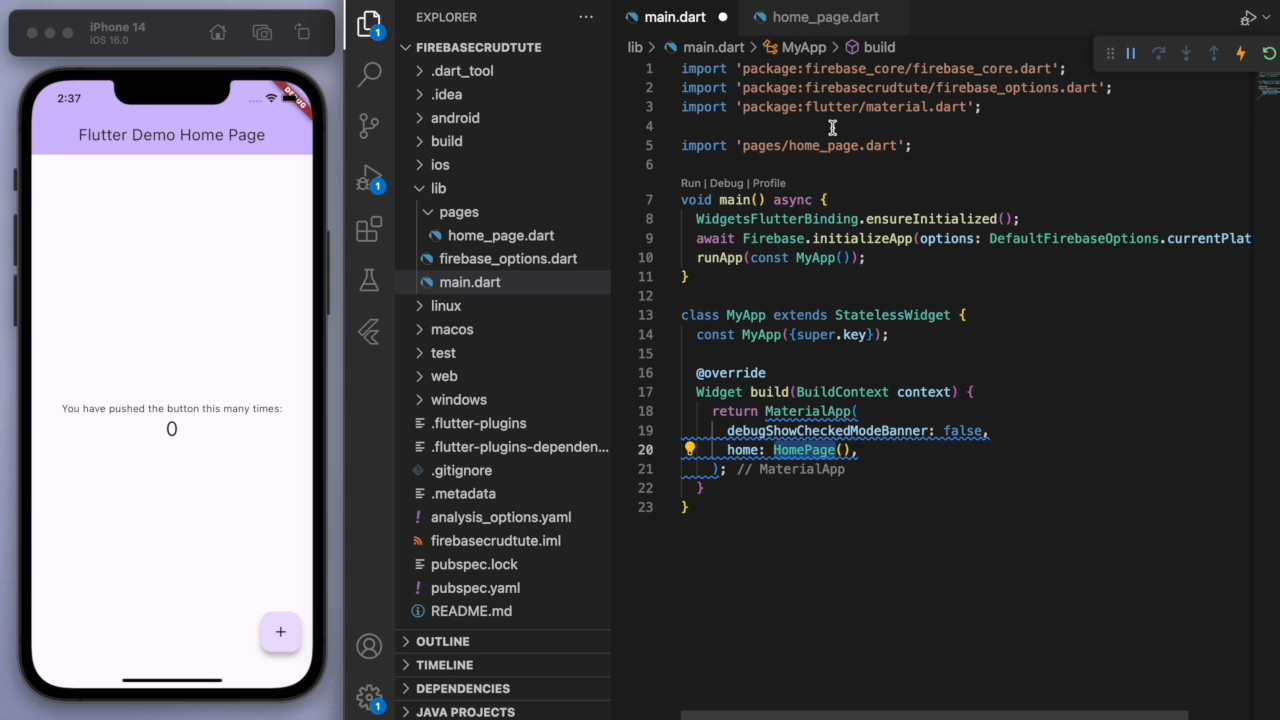 iPhone 14
iOS 16.0
2:37
DEBUG
Flutter Demo Home Page
You have pushed the button this many times:
0
+
1
1
1
EXPLORER
FIREBASECRUDTUTE
.dart_tool
.idea
android
build
ios
lib
pages
home_page.dart
firebase_options.dart
main.dart
linux
macos
test
web
windows
.flutter-plugins
.flutter-plugins-dependen...
.gitignore
.metadata
! analysis_options.yaml
firebasecrudtute.iml
pubspec.lock
! pubspec.yaml
README.md
OUTLINE
TIMELINE
DEPENDENCIES
JAVA PROJECTS
main.dart
home_page.dart
lib > main.dart > MyApp > build
1 import 'package:firebase_core/firebase_core.dart';
2 import 'package:firebasecrudtute/firebase_options.dart';
3 import 'package:flutter/material.dart';
4
5 import 'pages/home_page.dart';
6
Run | Debug | Profile
7 void main() async {
8 WidgetsFlutterBinding.ensureInitialized();
9 await Firebase.initializeApp(options: DefaultFirebaseOptions.currentPlat
10 runApp(const MyApp());
11 }
12
13 class MyApp extends StatelessWidget {
14 const MyApp({super.key});
15
16 @override
17 Widget build(BuildContext context) {
18 return MaterialApp(
19 debugShowCheckedModeBanner: false,
20 home: HomePage(),
21 ); // MaterialApp
22 }
23 }